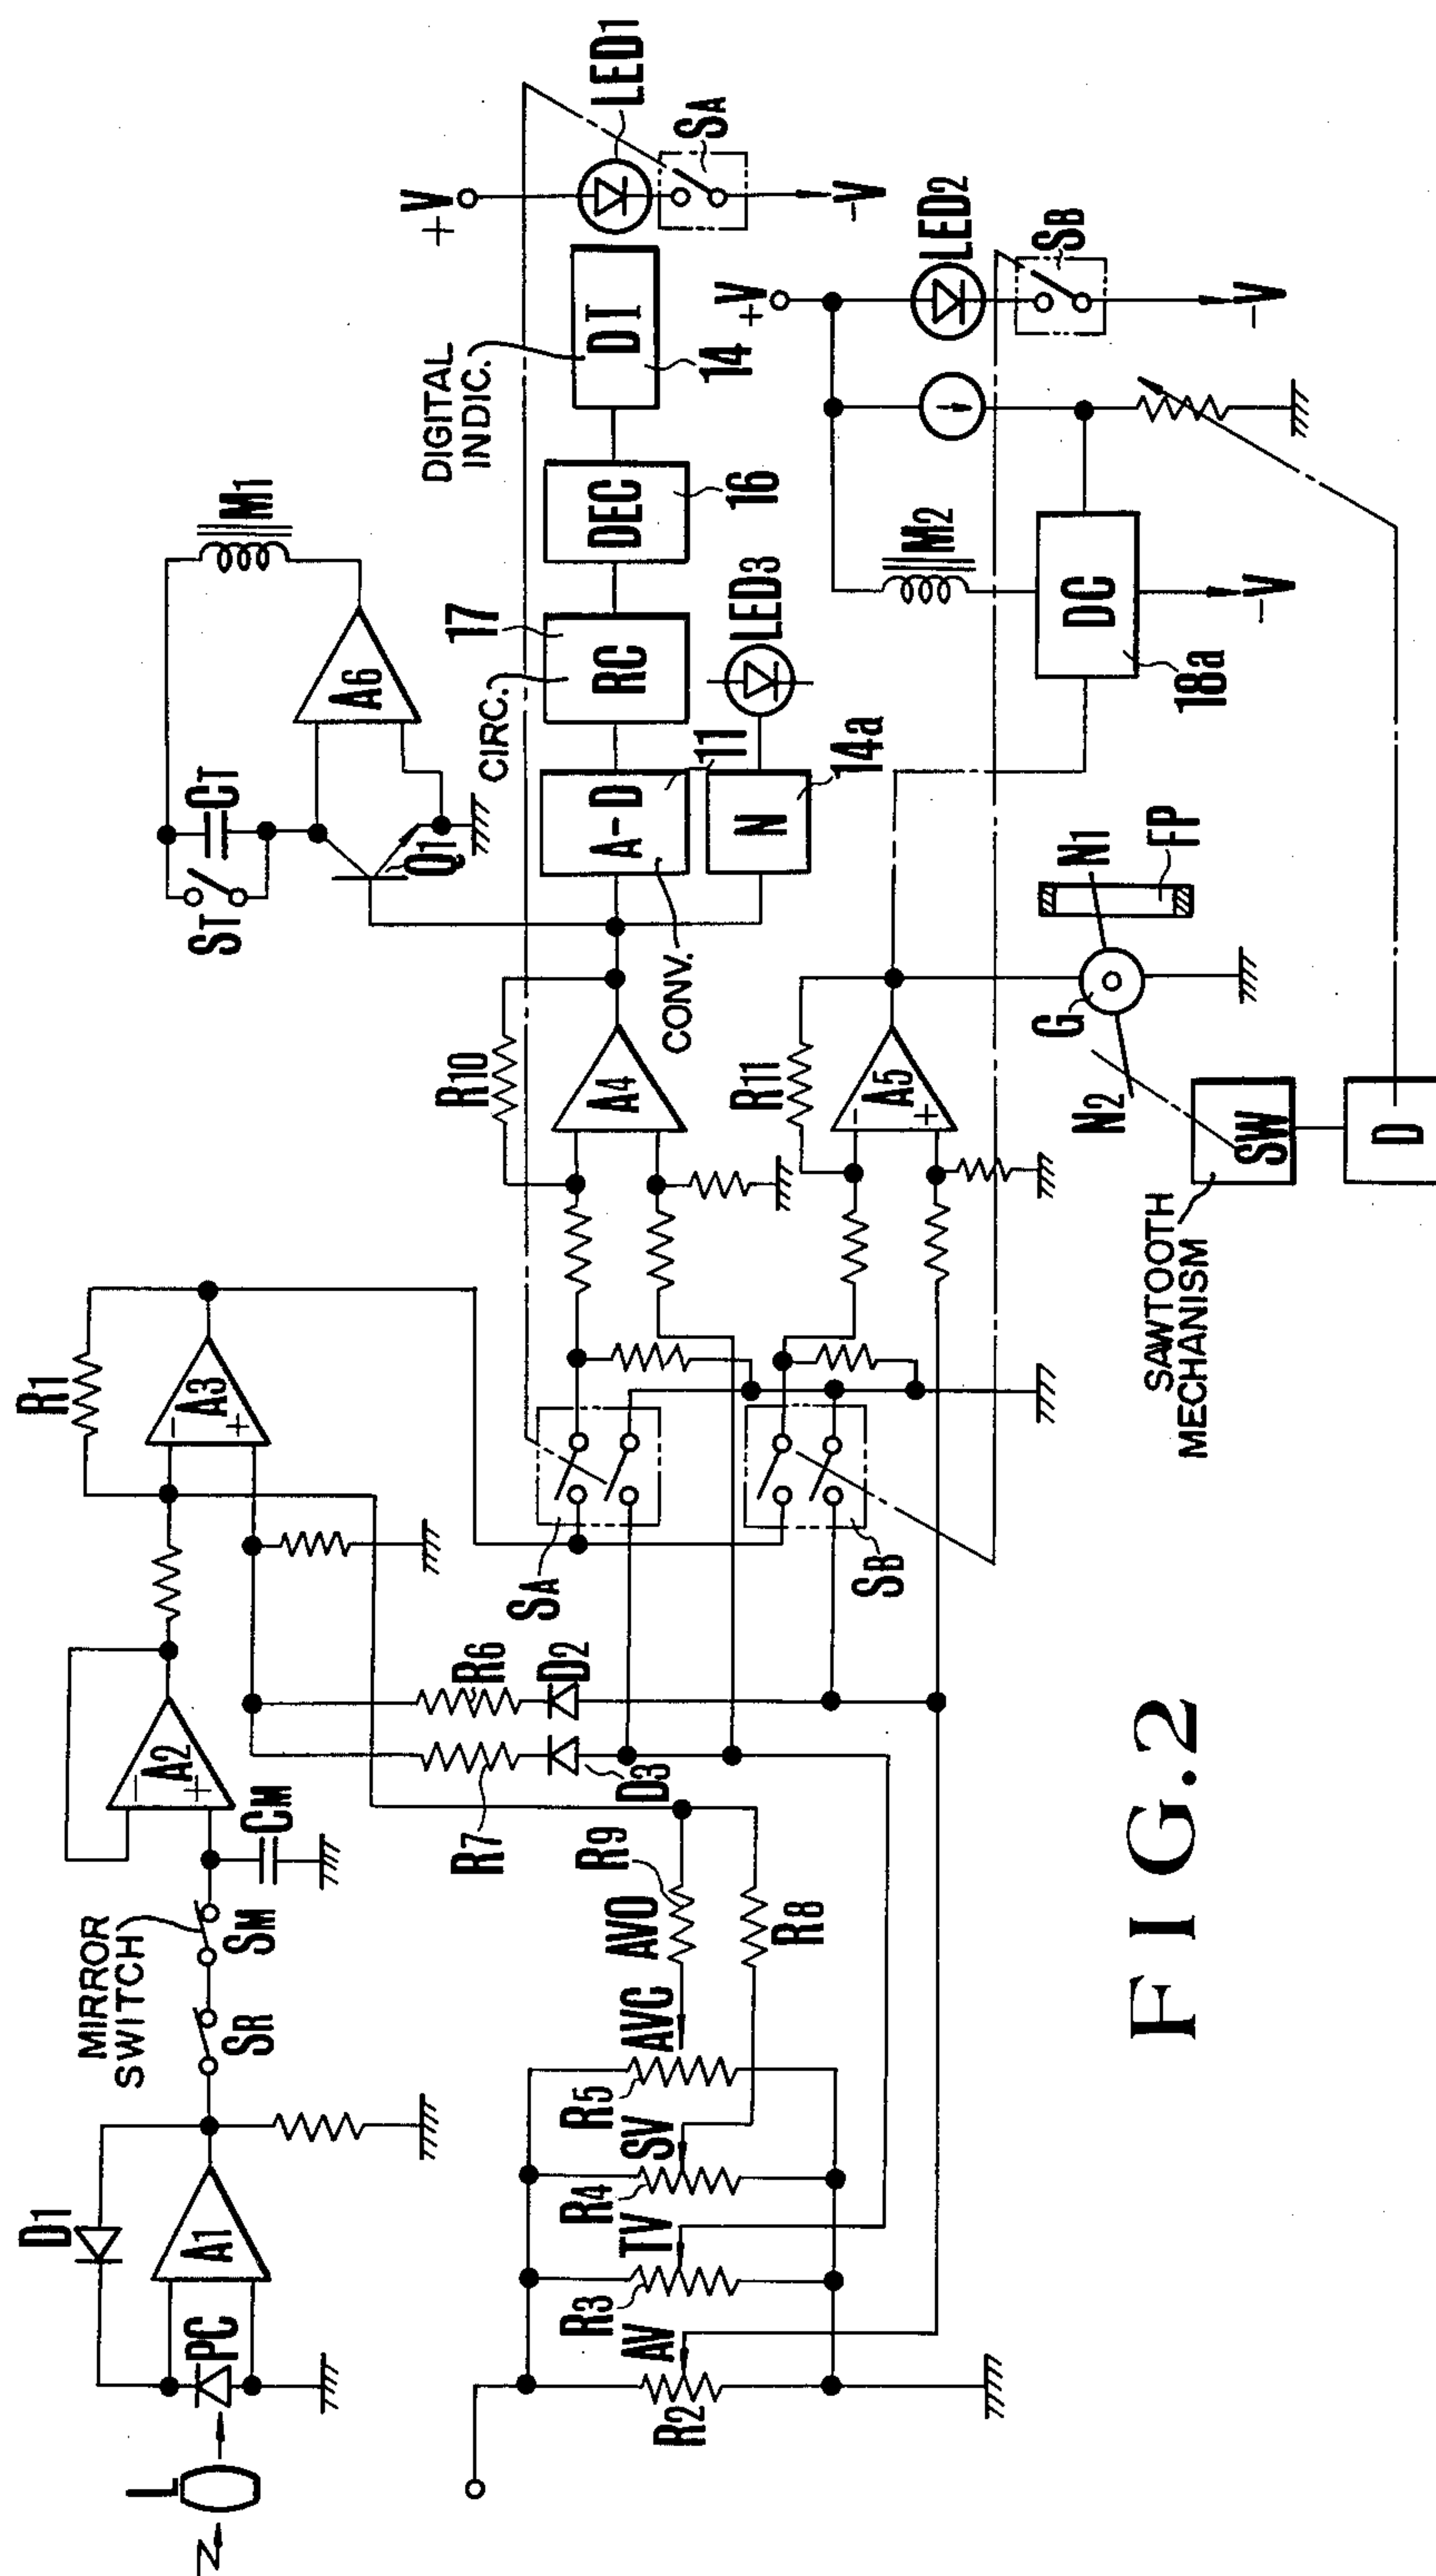 L
PC
D1
A1
SR
MIRROR
SWITCH
SM
CM
A2
R1
A3
R6
D2
R7
D3
R2
AV
R3
TV
R4
SV
R5
AVC
AVO
R9
R8
SA
SB
R10
A4
R11
A5
ST
CT
Q1
A6
M1
CONV.
A-D
11
N
14a
LED3
CIRC.
RC
17
DEC
16
DIGITAL
INDIC.
DI
14
+V
LED1
SA
-V
+V
LED2
SB
-V
M2
DC
18a
-V
G
N1
N2
FP
SW
SAWTOOTH
MECHANISM
D
FIG.2